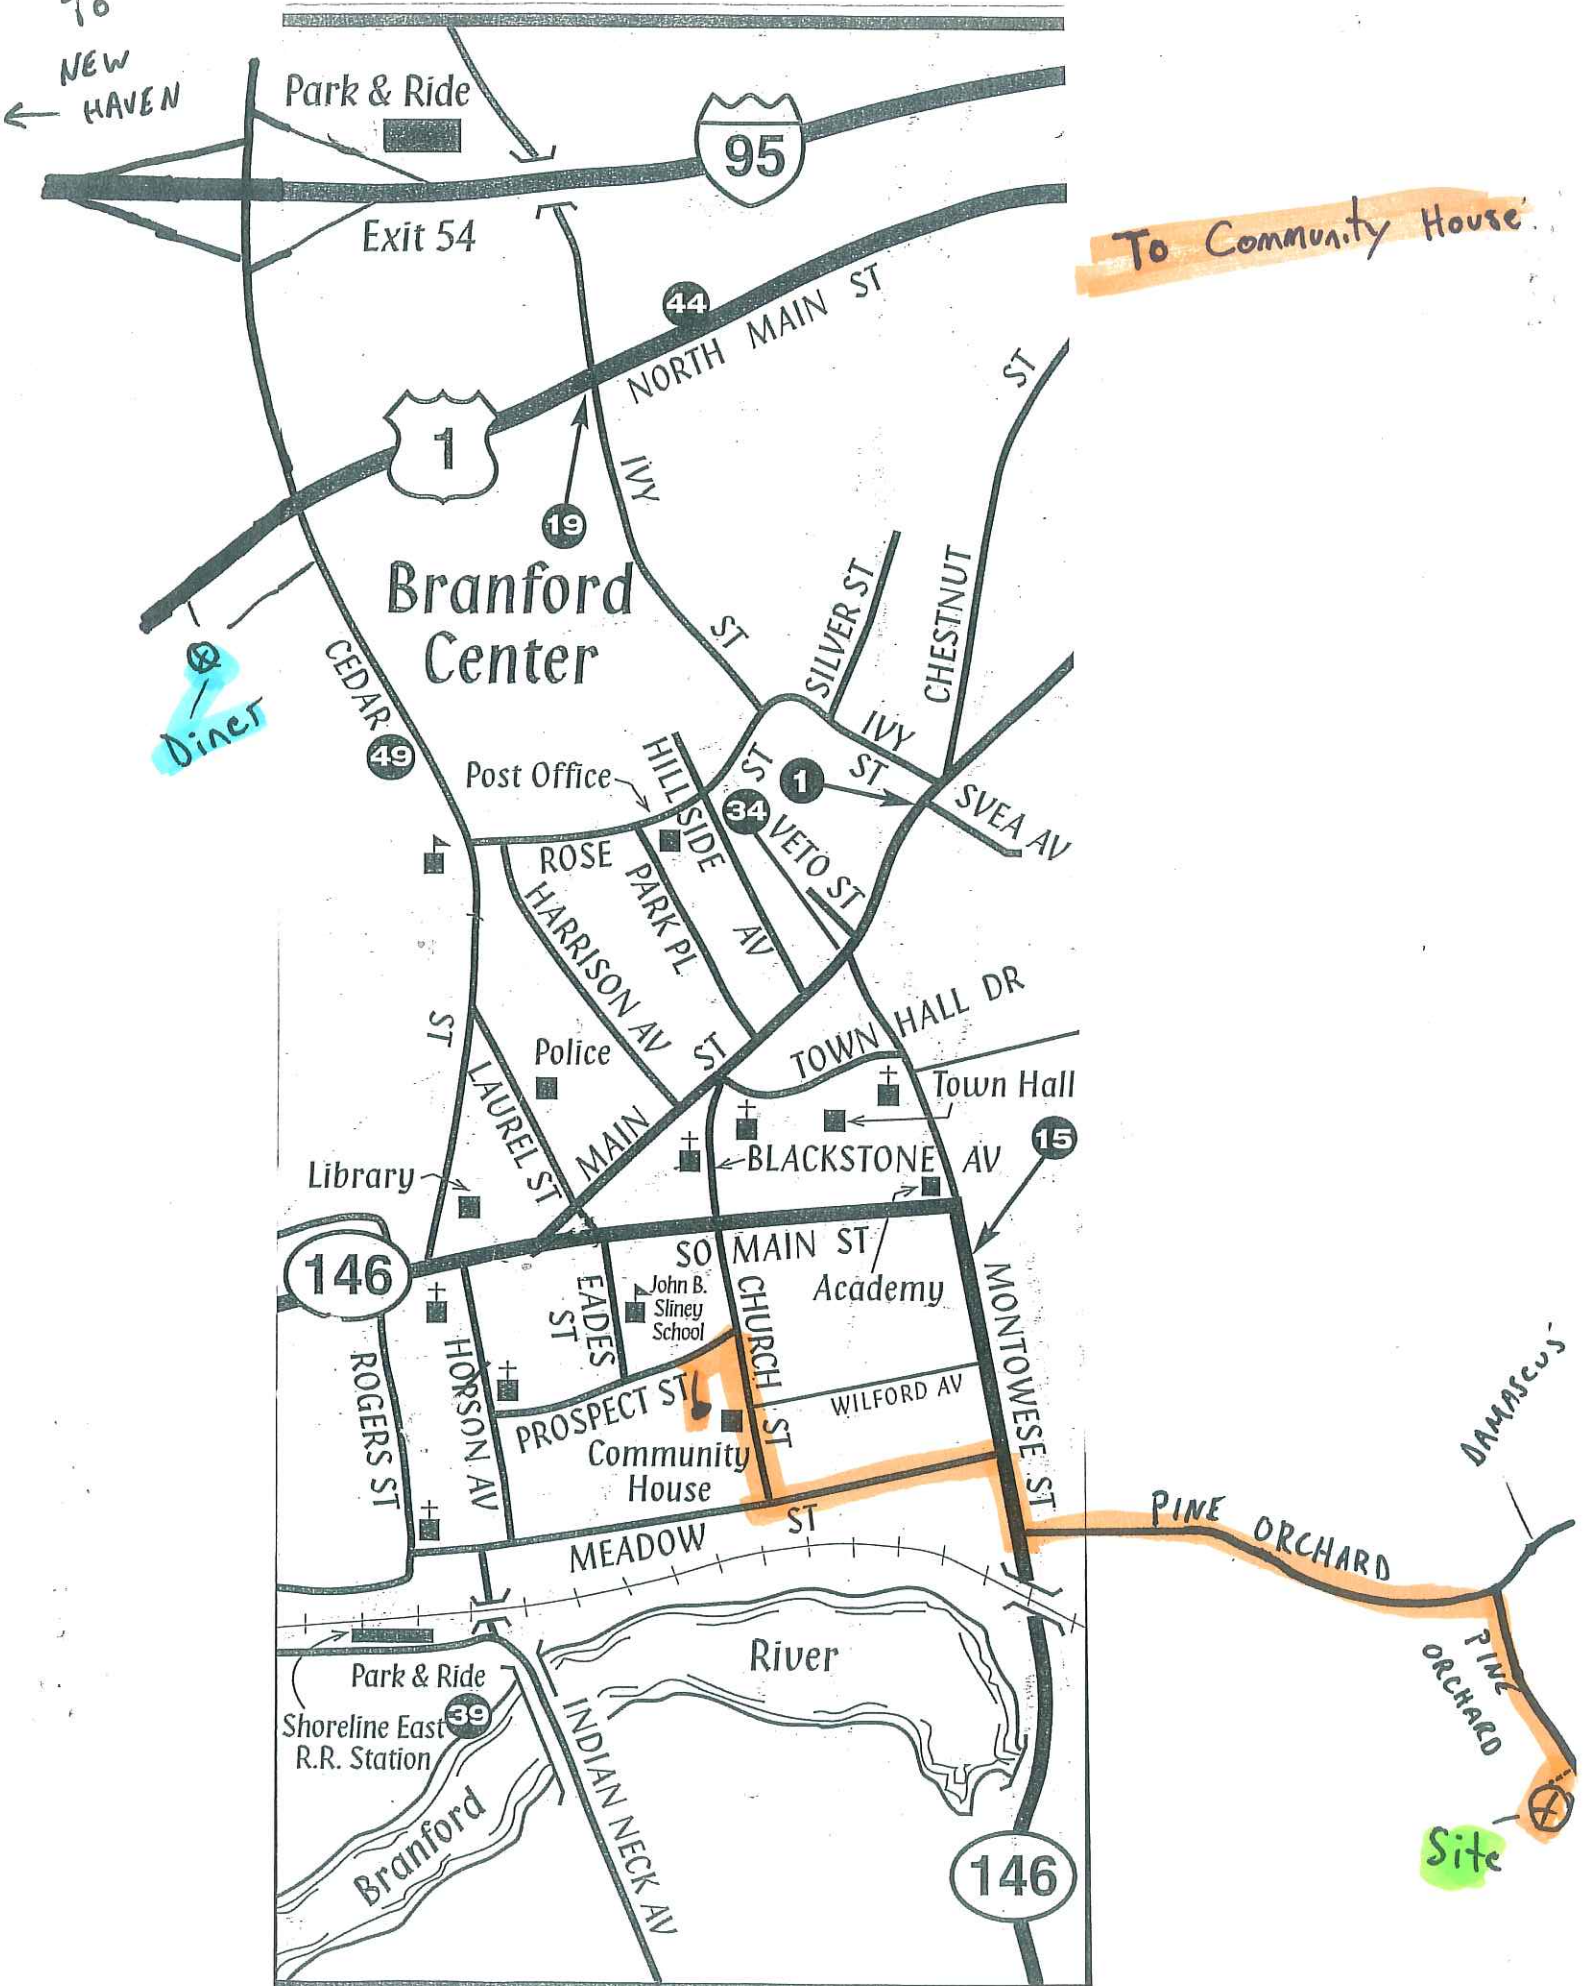 To
NEW
← HAVEN
Park & Ride
95
Exit 54
To Community House
44
NORTH MAIN ST
1
ST
19
IVY
Branford
Center
ST
SILVER ST
CHESTNUT
Diner
CEDAR
49
IVY
ST
Post Office
HILL
SIDE
AV
ST
1
34
SVEA AV
VETO ST
ROSE
PARK PL
HARRISON AV
ST
Police
ST
TOWN HALL DR
LAUREL ST
MAIN
Town Hall
15
BLACKSTONE AV
Library
146
SO MAIN ST
Academy
John B.
Sliney
School
EADES
ST
CHURCH ST
MONTOWESE ST
ROGERS ST
HOPSON AV
PROSPECT ST
WILFORD AV
Community
House
DAMASCUS
MEADOW ST
PINE ORCHARD
PINE
ORCHARD
River
Park & Ride
39
Shoreline East
R.R. Station
INDIAN NECK AV
Branford
146
Site